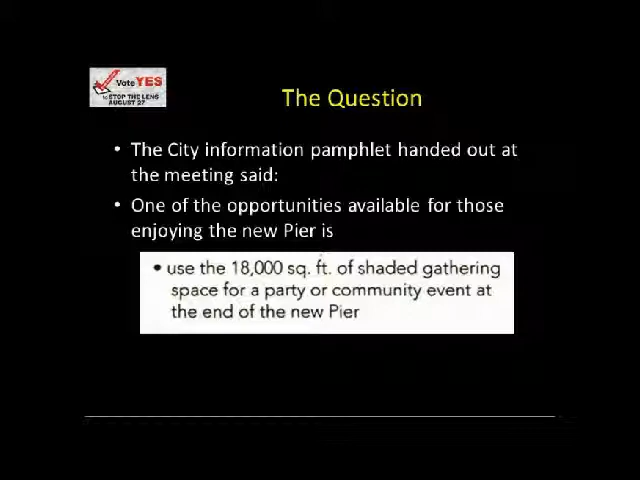 Vote YES
to STOP THE LENS
AUGUST 27
The Question
• The City information pamphlet handed out at
the meeting said:
• One of the opportunities available for those
enjoying the new Pier is
• use the 18,000 sq. ft. of shaded gathering
space for a party or community event at
the end of the new Pier